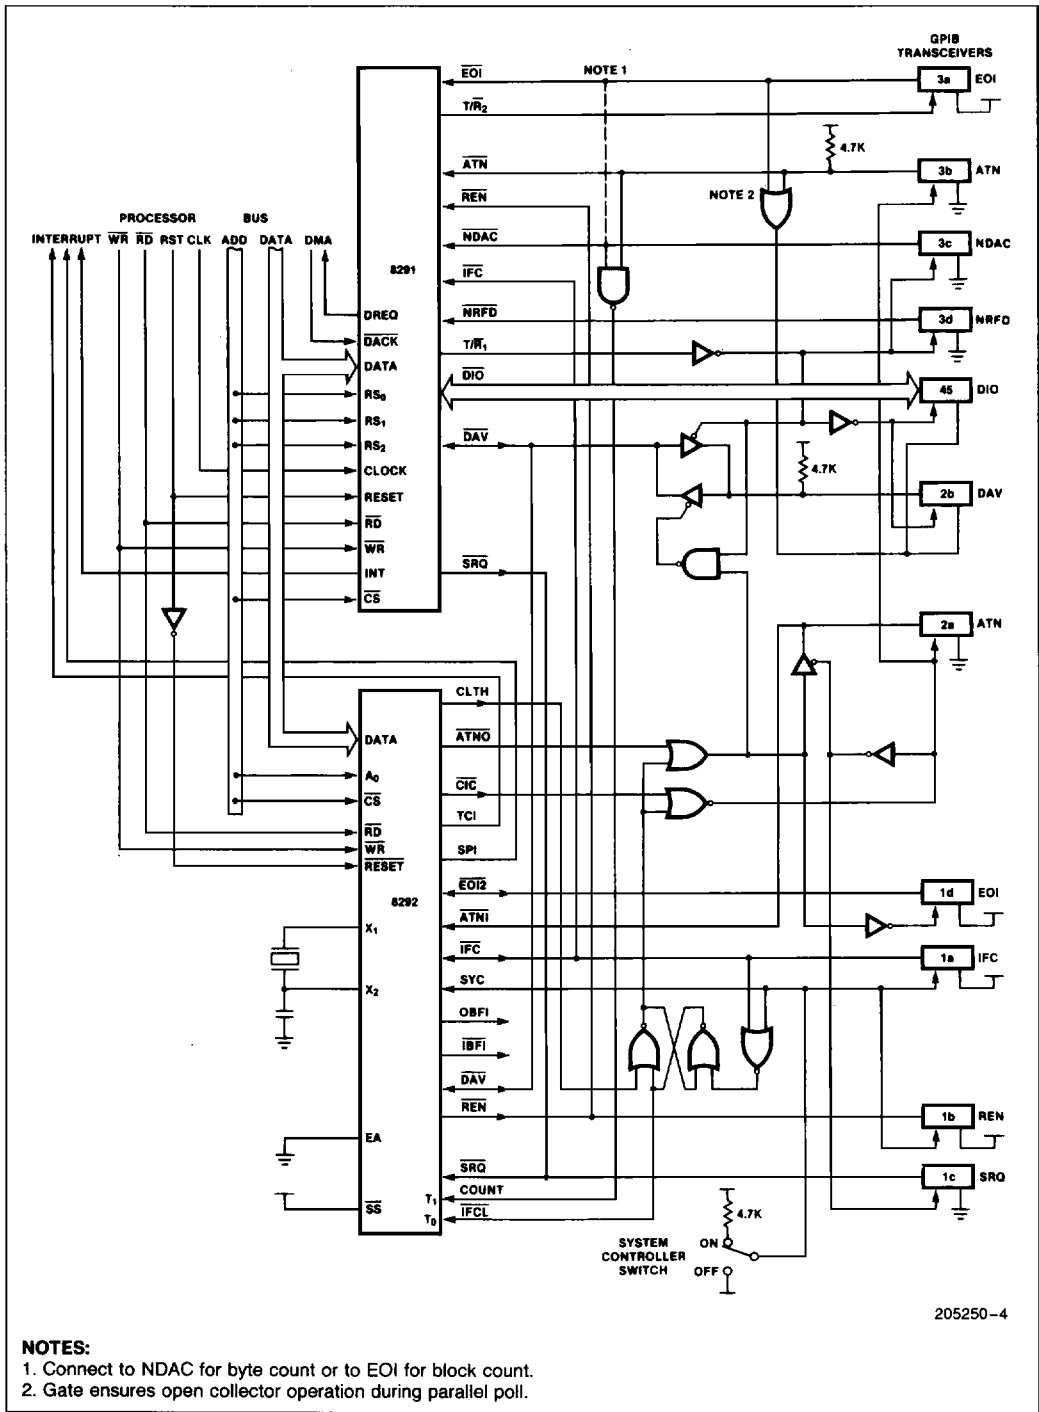 GPIB
TRANSCEIVERS
EOI
NOTE 1
3a EOI
T/R2
4.7K
ATN
3b ATN
REN
NOTE 2
PROCESSOR BUS
INTERRUPT WR RD RST CLK ADD DATA DMA
NDAC
3c NDAC
8291
IFC
DREQ
NRFD
3d NRFD
DACK
T/R1
DATA
DIO
45 DIO
RS0
RS1
RS2
DAV
CLOCK
4.7K
RESET
2b DAV
RD
WR
INT
SRQ
CS
2a ATN
CLTH
DATA
ATNO
A0
CIC
CS
TCI
RD
WR
SPI
RESET
EOI2
1d EOI
8292
ATNI
X1
IFC
1a IFC
X2
SYC
OBFI
IBFI
DAV
REN
1b REN
EA
SRQ
1c SRQ
T1 COUNT
SS
T0 IFCL
4.7K
SYSTEM
CONTROLLER
SWITCH
ON
OFF
205250-4
NOTES:
1. Connect to NDAC for byte count or to EOI for block count.
2. Gate ensures open collector operation during parallel poll.